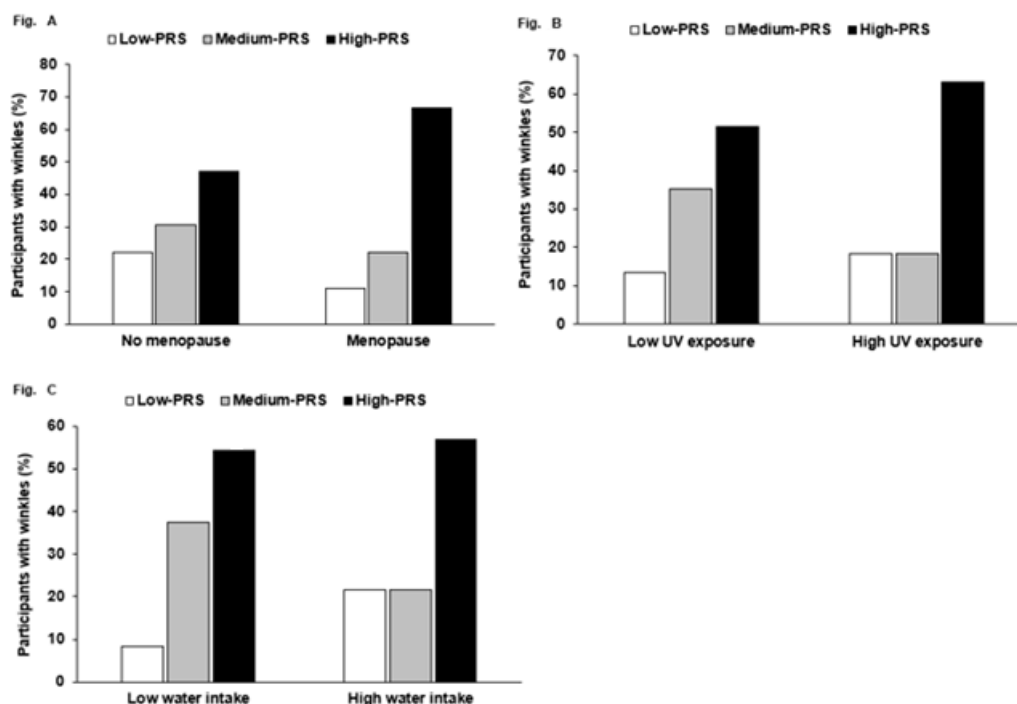 Fig. A
Low-PRS Medium-PRS High-PRS
Participants with winkles (%)
80
70
60
50
40
30
20
10
0
No menopause Menopause
Fig. B
Low-PRS Medium-PRS High-PRS
Participants with winkles (%)
70
60
50
40
30
20
10
0
Low UV exposure High UV exposure
Fig. C
Low-PRS Medium-PRS High-PRS
Participants with winkles (%)
60
50
40
30
20
10
0
Low water intake High water intake